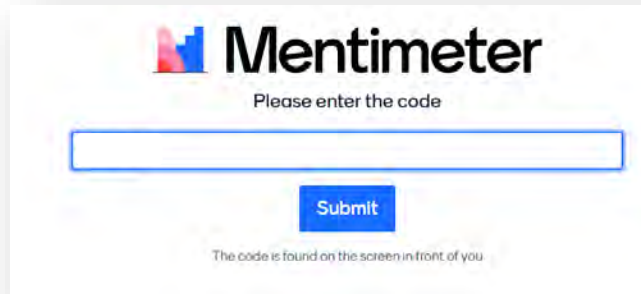 Mentimeter
Please enter the code
Submit
The code is found on the screen in front of you